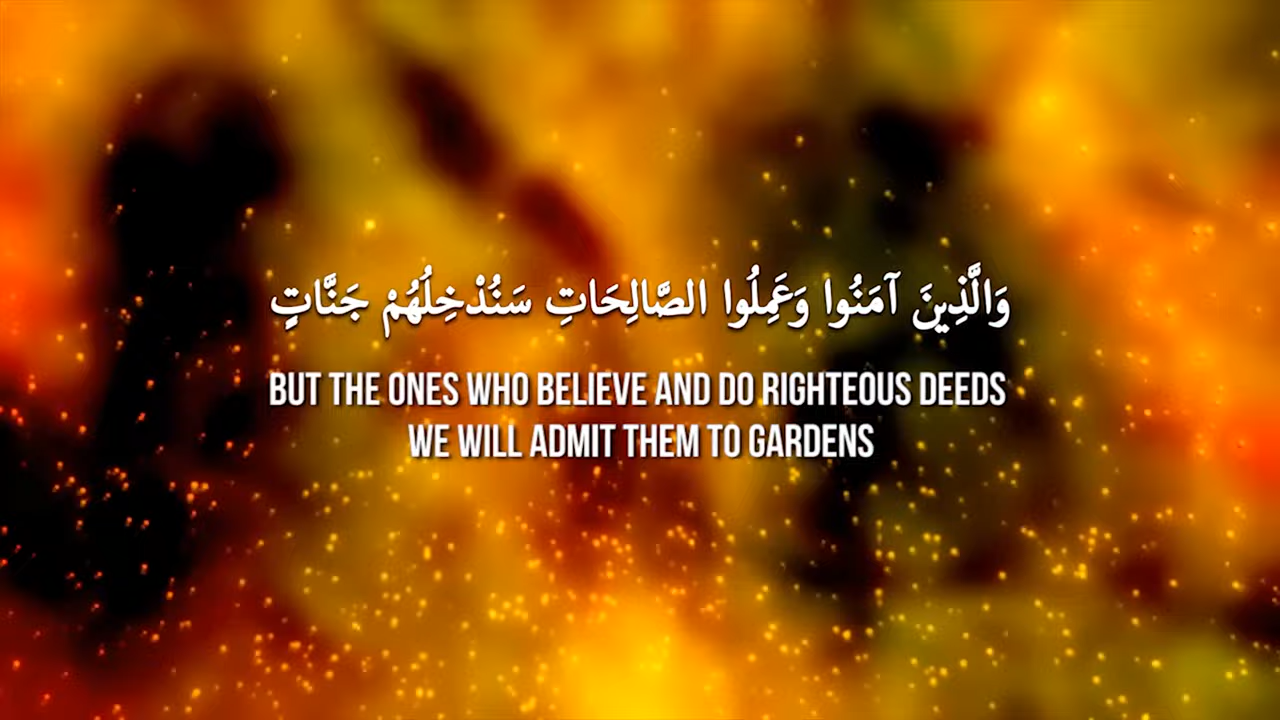 وَالَّذِينَ آمَنُوا وَعَمِلُوا الصَّالِحَاتِ سَنُدْخِلُهُمْ جَنَّاتٍ
BUT THE ONES WHO BELIEVE AND DO RIGHTEOUS DEEDS
WE WILL ADMIT THEM TO GARDENS